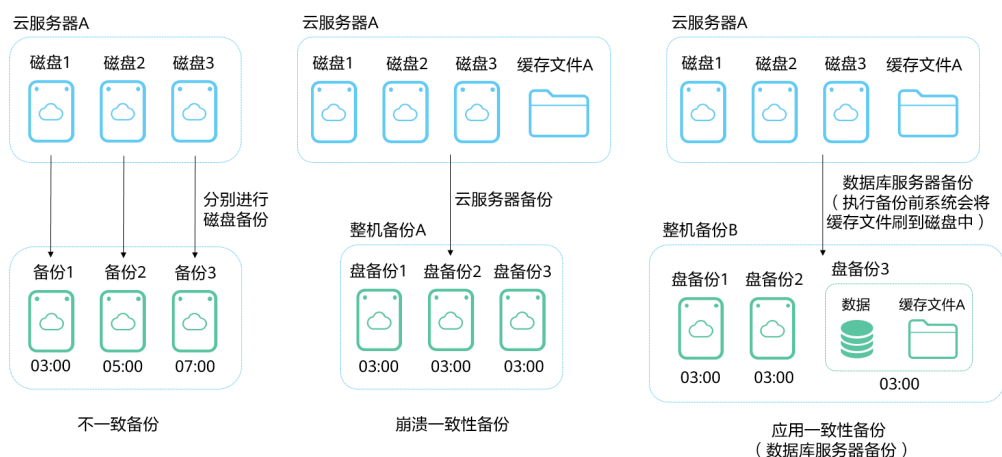 云服务器A
磁盘1 磁盘2 磁盘3
分别进行
磁盘备份
备份1 备份2 备份3
03:00 05:00 07:00
不一致备份
云服务器A
磁盘1 磁盘2 磁盘3 缓存文件A
云服务器备份
整机备份A
盘备份1 盘备份2 盘备份3
03:00 03:00 03:00
崩溃一致性备份
云服务器A
磁盘1 磁盘2 磁盘3 缓存文件A
数据库服务器备份
（执行备份前系统会将
缓存文件刷到磁盘中）
整机备份B
盘备份1 盘备份2 盘备份3
数据 缓存文件A
03:00 03:00 03:00
应用一致性备份
（数据库服务器备份）